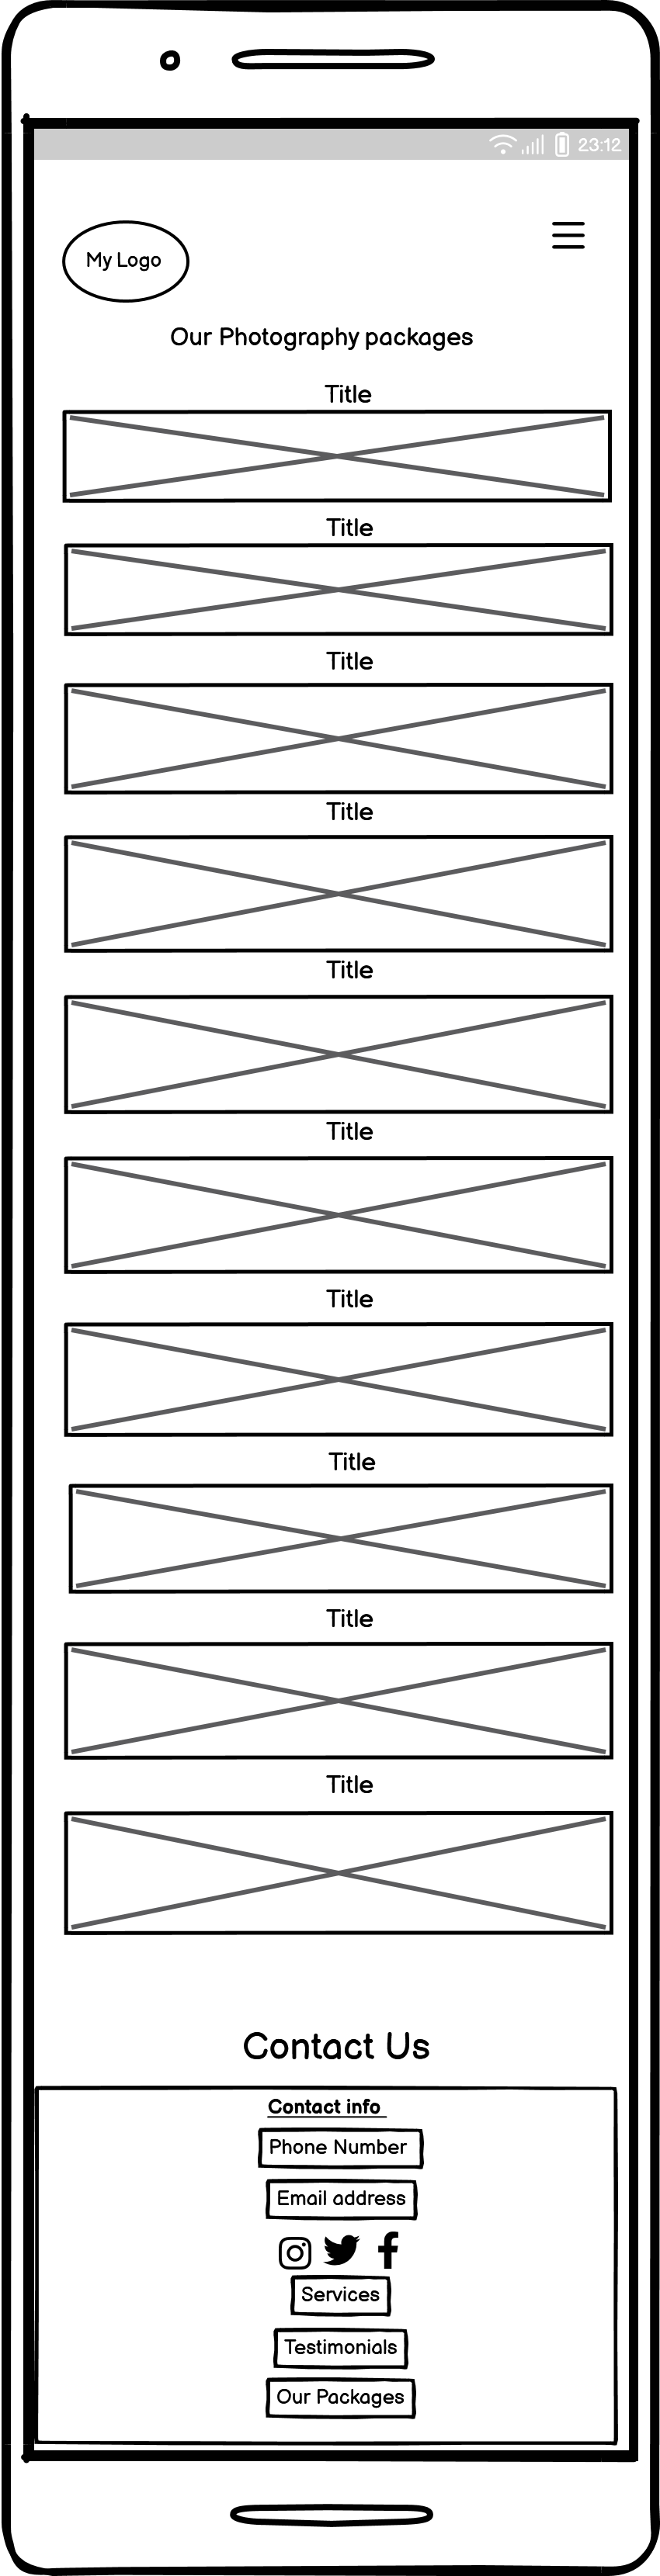 23:12
My Logo
Our Photography packages
Title
Title
Title
Title
Title
Title
Title
Title
Title
Title
Contact Us
Contact info
Phone Number
Email address
Services
Testimonials
Our Packages